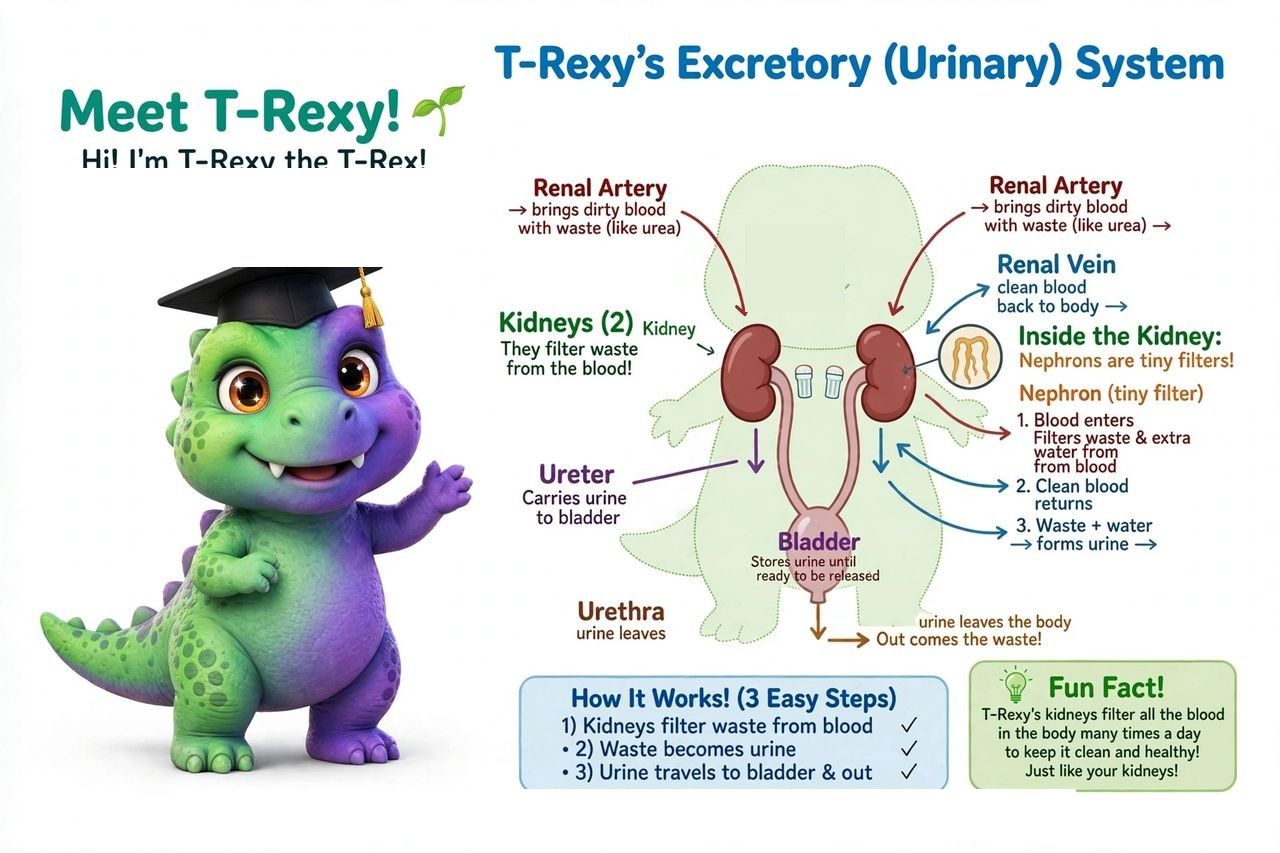 T-Rexy's Excretory (Urinary) System
Meet T-Rexy!
Hi! I'm T-Rexy the T-Rex!
Renal Artery
→ brings dirty blood
with waste (like urea)
Renal Artery
→ brings dirty blood
with waste (like urea) →
Renal Vein
clean blood
back to body →
Kidneys (2)
They filter waste
from the blood!
Kidney
Inside the Kidney:
Nephrons are tiny filters!
Nephron (tiny filter)
1. Blood enters
Filters waste & extra
water from
from blood
2. Clean blood
returns
3. Waste + water
→ forms urine →
Ureter
Carries urine
to bladder
Bladder
Stores urine until
ready to be released
Urethra
urine leaves
urine leaves the body
Out comes the waste!
How It Works! (3 Easy Steps)
1) Kidneys filter waste from blood ✓
• 2) Waste becomes urine ✓
• 3) Urine travels to bladder & out ✓
Fun Fact!
T-Rexy's kidneys filter all the blood
in the body many times a day
to keep it clean and healthy!
Just like your kidneys!